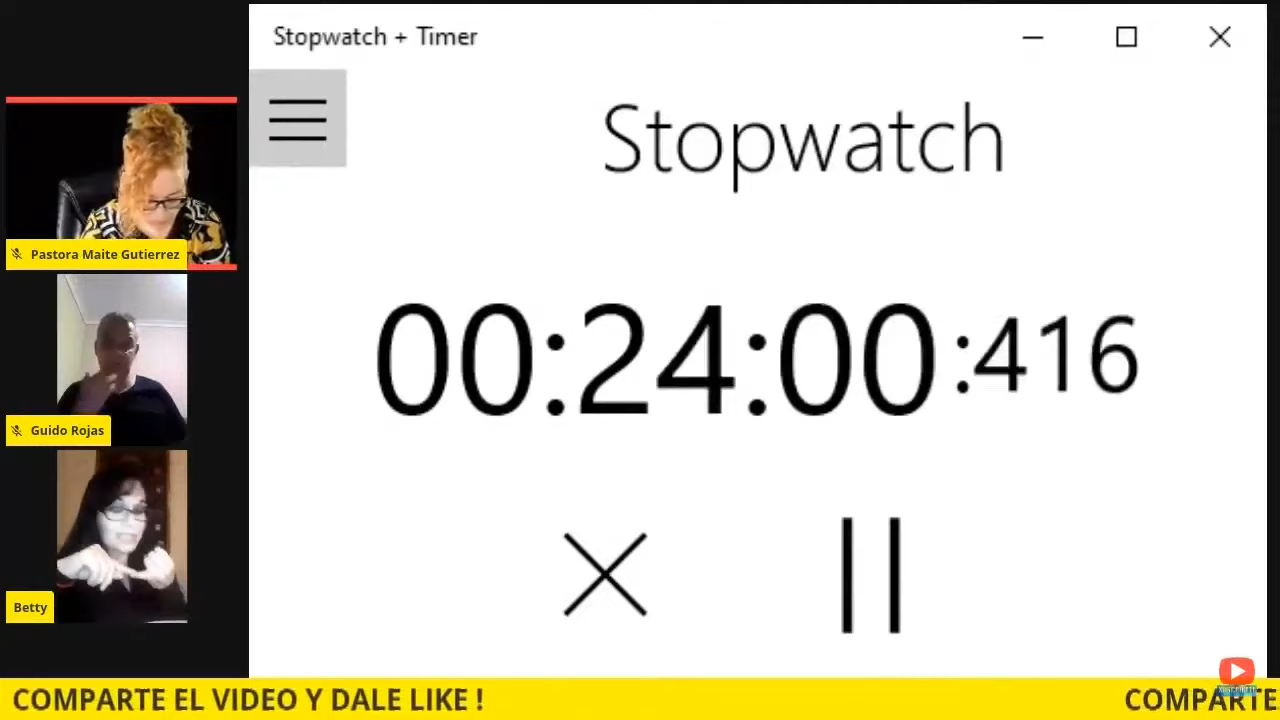 Stopwatch + Timer
Stopwatch
00:24:00:416
Pastora Maite Gutierrez
Guido Rojas
Betty
COMPARTE EL VIDEO Y DALE LIKE ! COMPARTE